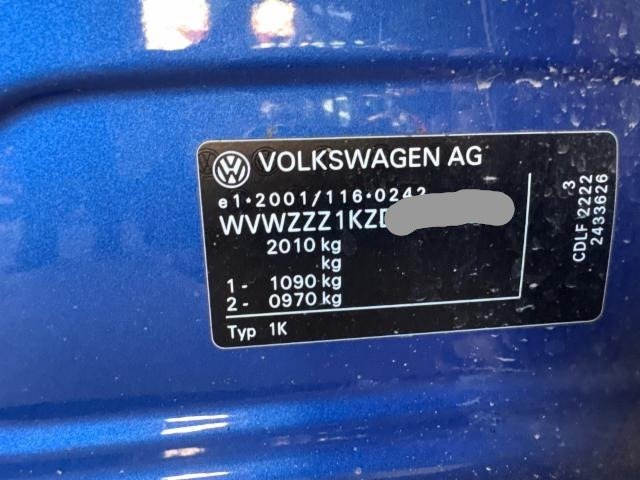 VOLKSWAGEN AG
e1*2001/116*0242
WVWZZZ1KZ
2010 kg
kg
1- 1090 kg
2- 0970 kg
Typ 1K
3
CDLF 2222
2433626